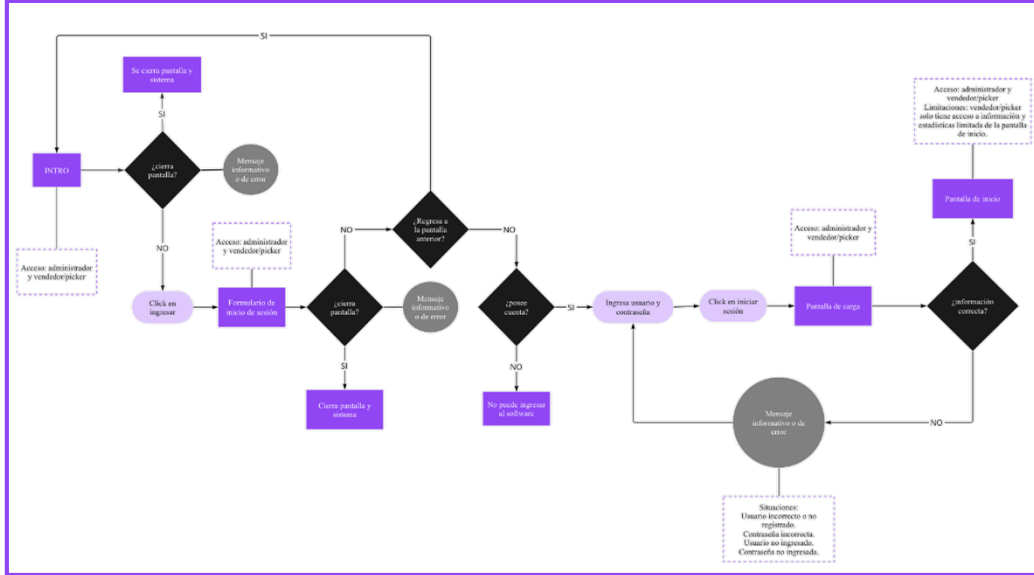 SI
Se cierra pantalla y
sistema
SI
INTRO
¿cierra
pantalla?
Mensaje
informativo
o de error
Acceso: administrador
y vendedor/picker
NO
Click en
ingresar
Acceso: administrador
y vendedor/picker
Formulario de
inicio de sesión
NO
¿cierra
pantalla?
Mensaje
informativo
o de error
SI
Cierra pantalla y
sistema
¿Regresa a
la pantalla
anterior?
NO
¿posee
cuenta?
SI
NO
No puede ingresar
al software
Ingresa usuario y
contraseña
Click en iniciar
sesión
Acceso: administrador
y vendedor/picker
Pantalla de carga
¿información
correcta?
SI
Pantalla de inicio
Acceso: administrador y
vendedor/picker
Limitaciones: vendedor/picker
solo tiene acceso a información y
estadísticas limitada de la pantalla
de inicio.
NO
Mensaje
informativo o de
error
Situaciones:
Usuario incorrecto o no
registrado.
Contraseña incorrecta.
Usuario no ingresado.
Contraseña no ingresada.